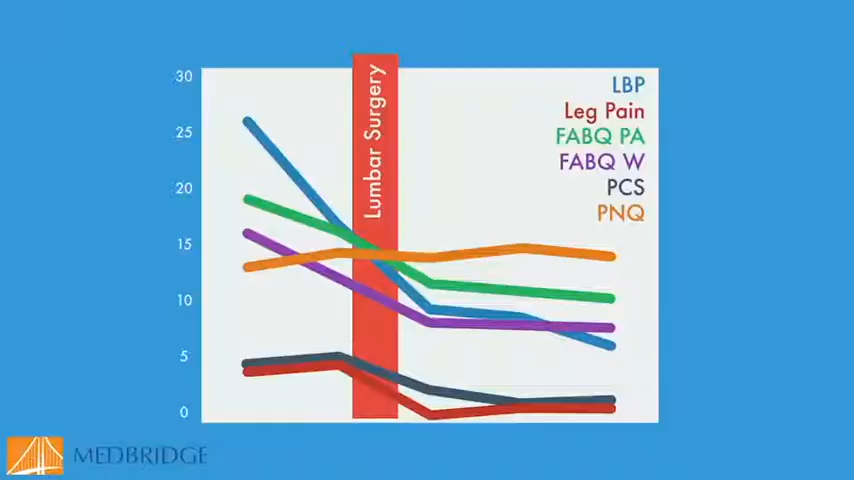 30
25
20
15
10
5
0
Lumbar Surgery
LBP
Leg Pain
FABQ PA
FABQ W
PCS
PNQ
MEDBRIDGE